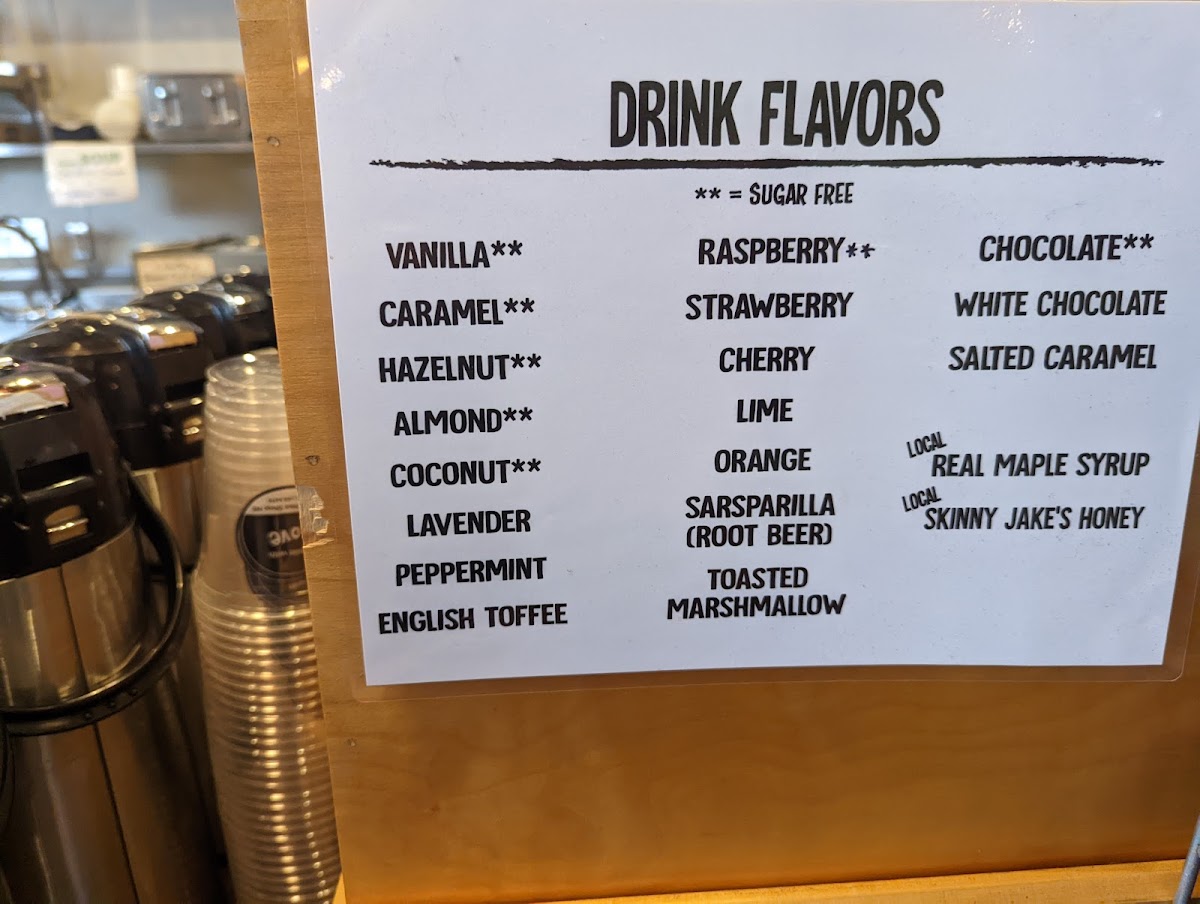 DRINK FLAVORS
** = SUGAR FREE
VANILLA**
CARAMEL**
HAZELNUT**
ALMOND**
COCONUT**
LAVENDER
PEPPERMINT
ENGLISH TOFFEE
RASPBERRY**
STRAWBERRY
CHERRY
LIME
ORANGE
SARSPARILLA
(ROOT BEER)
TOASTED
MARSHMALLOW
CHOCOLATE**
WHITE CHOCOLATE
SALTED CARAMEL
LOCAL
REAL MAPLE SYRUP
LOCAL
SKINNY JAKE'S HONEY